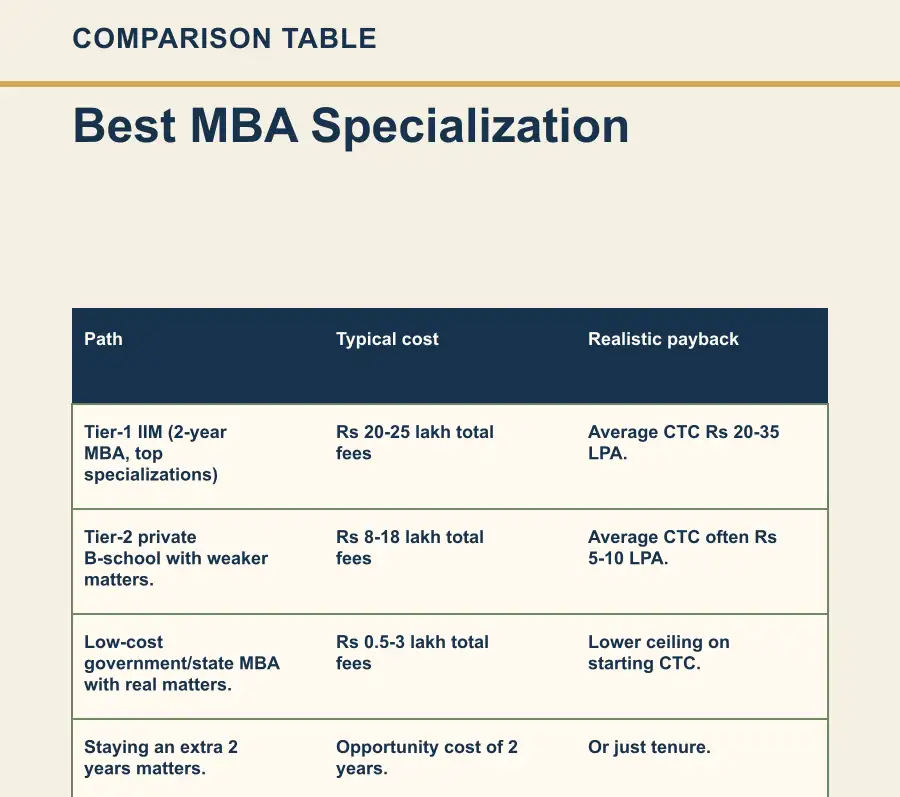 COMPARISON TABLE
Best MBA Specialization
Path
Typical cost
Realistic payback
Tier-1 IIM (2-year
MBA, top
specializations)
Rs 20-25 lakh total
fees
Average CTC Rs 20-35
LPA.
Tier-2 private
B-school with weaker
matters.
Rs 8-18 lakh total
fees
Average CTC often Rs
5-10 LPA.
Low-cost
government/state MBA
with real matters.
Rs 0.5-3 lakh total
fees
Lower ceiling on
starting CTC.
Staying an extra 2
years matters.
Opportunity cost of 2
years.
Or just tenure.